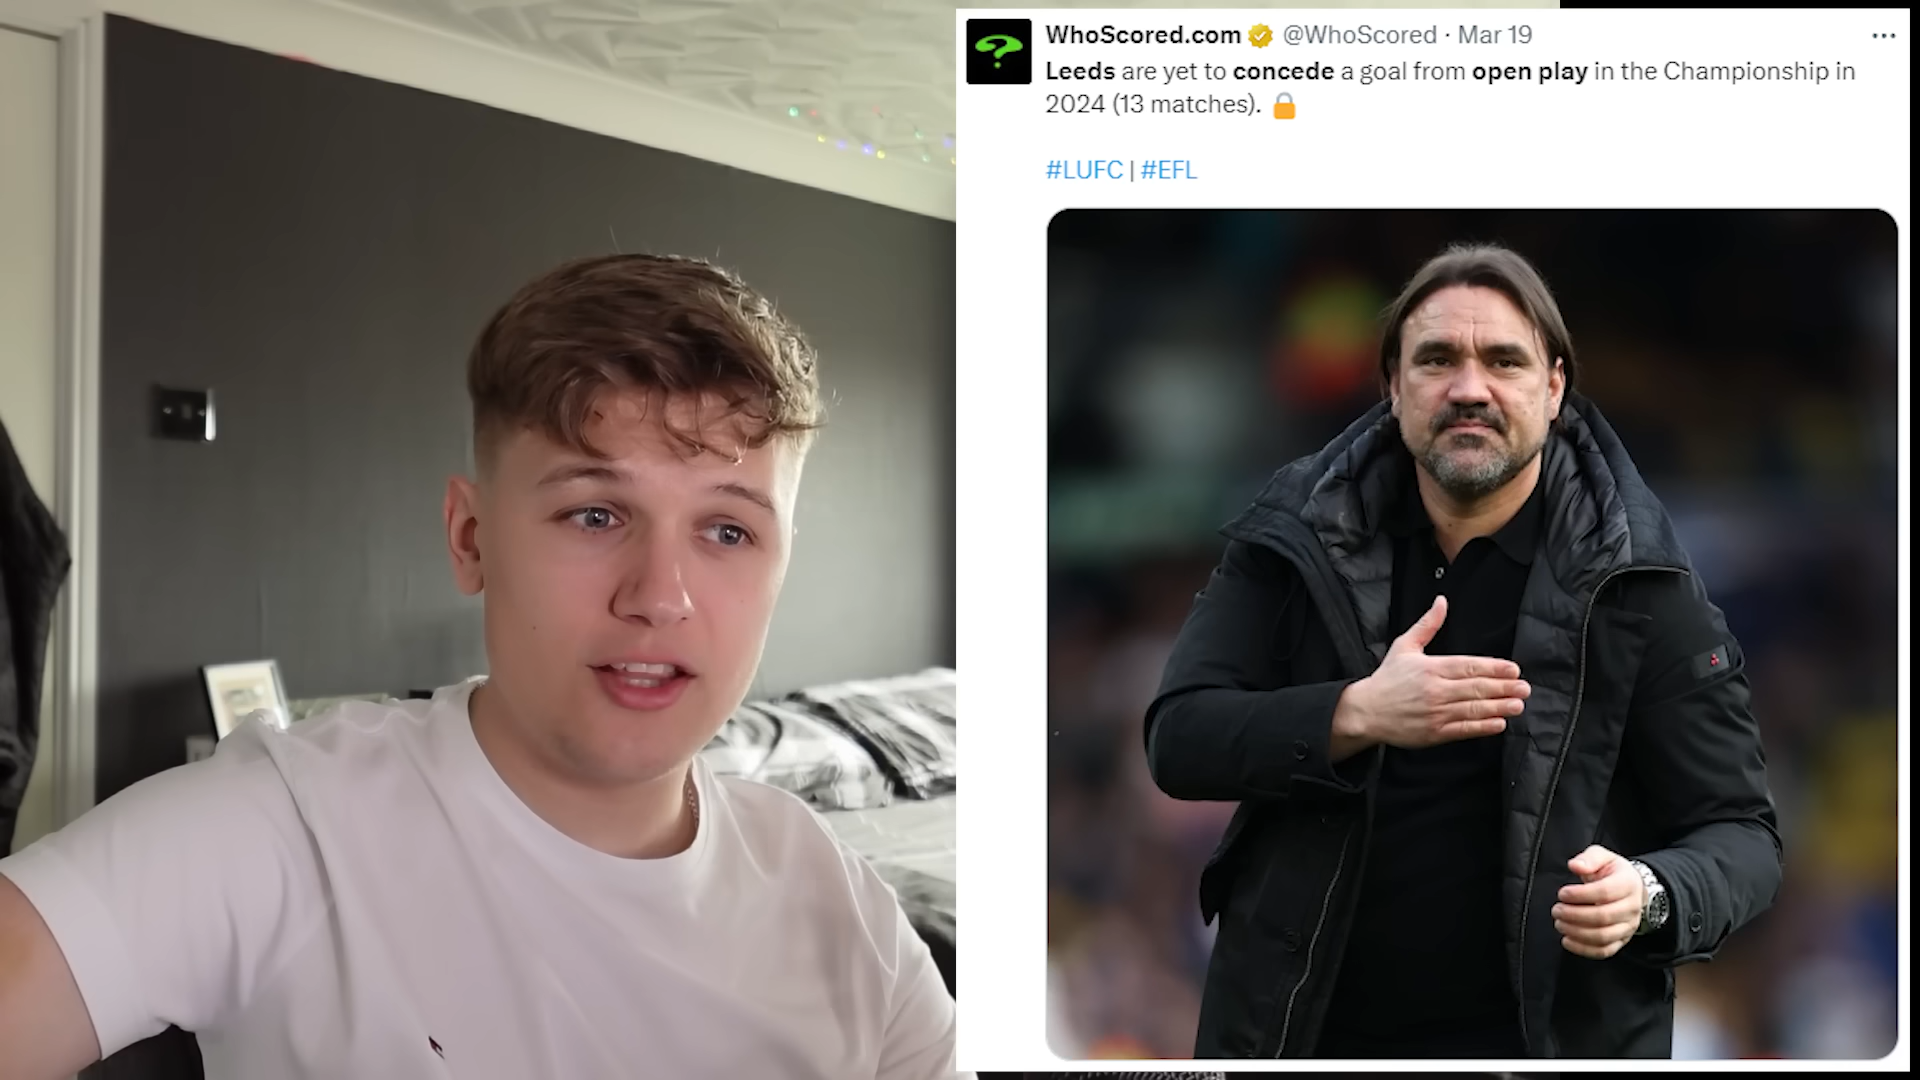 WhoScored.com @WhoScored · Mar 19
Leeds are yet to concede a goal from open play in the Championship in
2024 (13 matches). 🔒
#LUFC | #EFL